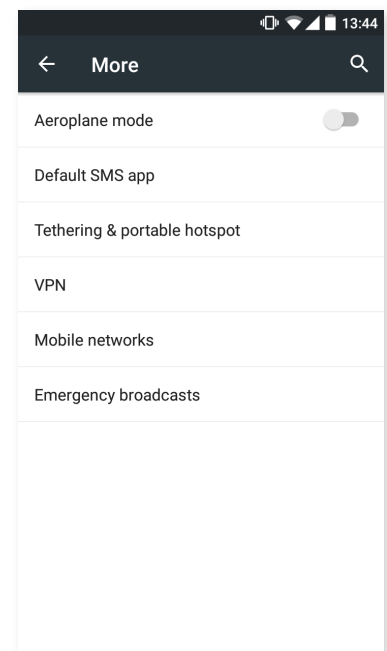 13:44
More
Aeroplane mode
Default SMS app
Tethering & portable hotspot
VPN
Mobile networks
Emergency broadcasts